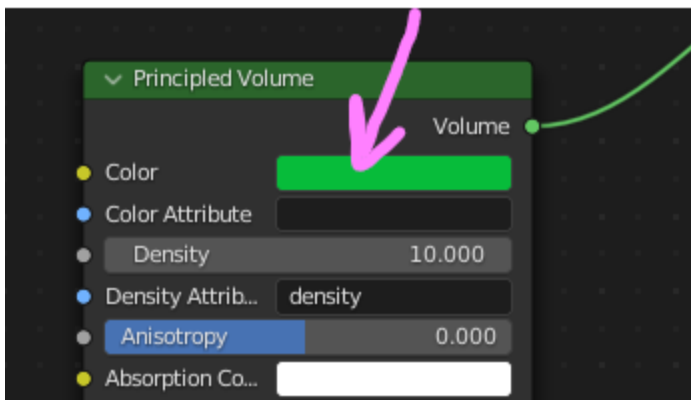 Principled Volume
Volume
Color
Color Attribute
Density 10.000
Density Attrib... density
Anisotropy 0.000
Absorption Co...